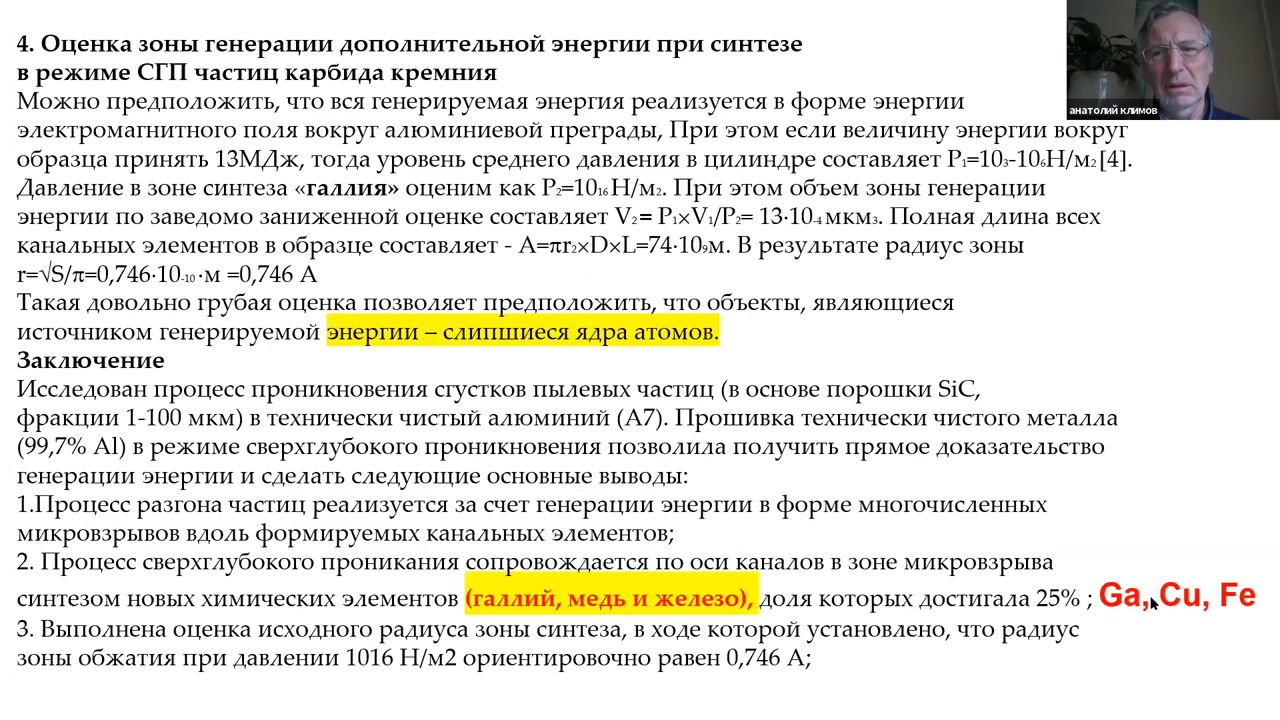 4. Оценка зоны генерации дополнительной энергии при синтезе
в режиме СГП частиц карбида кремния
Можно предположить, что вся генерируемая энергия реализуется в форме энергии
электромагнитного поля вокруг алюминиевой преграды, При этом если величину энергии вокруг
образца принять 13МДж, тогда уровень среднего давления в цилиндре составляет Р₁=10₃-10₆Н/м₂ [4].
Давление в зоне синтеза «галлия» оценим как Р₂=10₁₆ Н/м₂. При этом объем зоны генерации
энергии по заведомо заниженной оценке составляет V₂ = P₁×V₁/P₂= 13·10₋₄ мкм₃. Полная длина всех
канальных элементов в образце составляет - А=πr₂×D×L=74·10₉м. В результате радиус зоны
r=√S/π=0,746·10₋₁₀ ·м =0,746 А
Такая довольно грубая оценка позволяет предположить, что объекты, являющиеся
источником генерируемой энергии – слипшиеся ядра атомов.
Заключение
Исследован процесс проникновения сгустков пылевых частиц (в основе порошки SiC,
фракции 1-100 мкм) в технически чистый алюминий (А7). Прошивка технически чистого металла
(99,7% Al) в режиме сверхглубокого проникновения позволила получить прямое доказательство
генерации энергии и сделать следующие основные выводы:
1.Процесс разгона частиц реализуется за счет генерации энергии в форме многочисленных
микровзрывов вдоль формируемых канальных элементов;
2. Процесс сверхглубокого проникания сопровождается по оси каналов в зоне микровзрыва
синтезом новых химических элементов (галлий, медь и железо), доля которых достигала 25% ; Ga, Cu, Fe
3. Выполнена оценка исходного радиуса зоны синтеза, в ходе которой установлено, что радиус
зоны обжатия при давлении 1016 Н/м2 ориентировочно равен 0,746 А;
анатолий климов